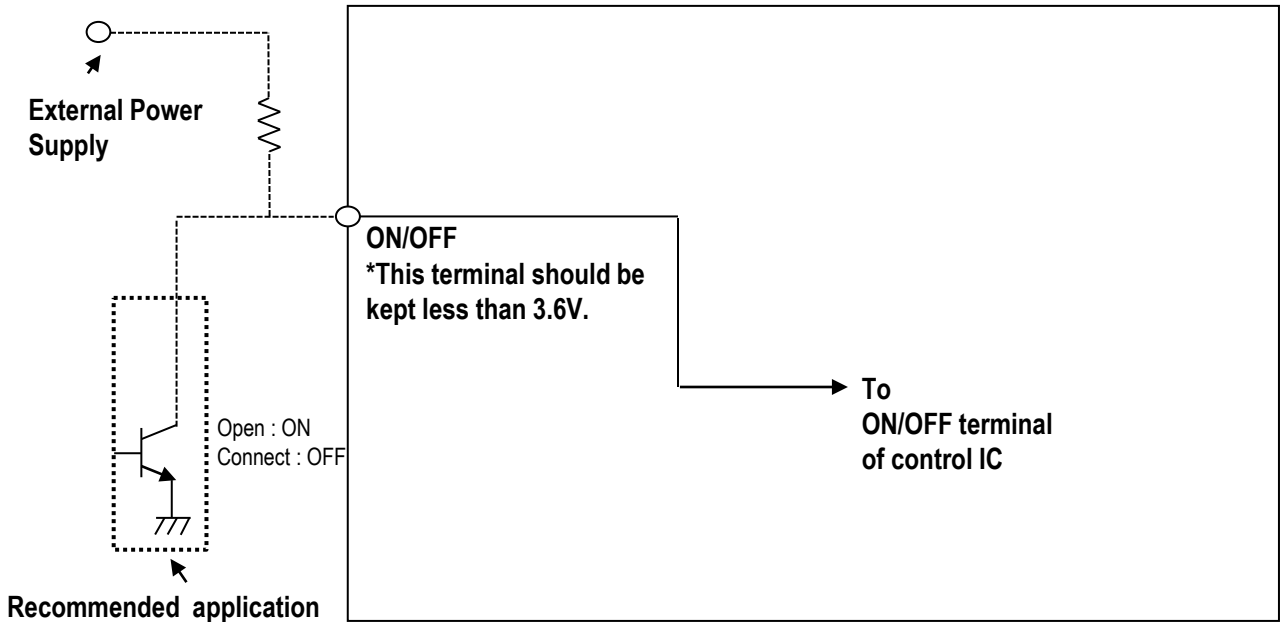 External Power
Supply
ON/OFF
*This terminal should be
kept less than 3.6V.
Open : ON
Connect : OFF
To
ON/OFF terminal
of control IC
Recommended application